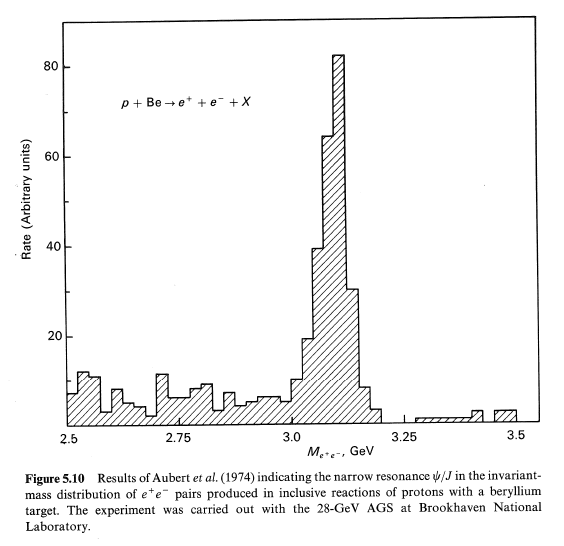 80
p + Be → e⁺ + e⁻ + X
60
Rate (Arbitrary units)
40
20
2.5 2.75 3.0 3.25 3.5
Mₑ⁺ₑ⁻, GeV
Figure 5.10 Results of Aubert et al. (1974) indicating the narrow resonance ψ/J in the invariant-
mass distribution of e⁺e⁻ pairs produced in inclusive reactions of protons with a beryllium
target. The experiment was carried out with the 28-GeV AGS at Brookhaven National
Laboratory.